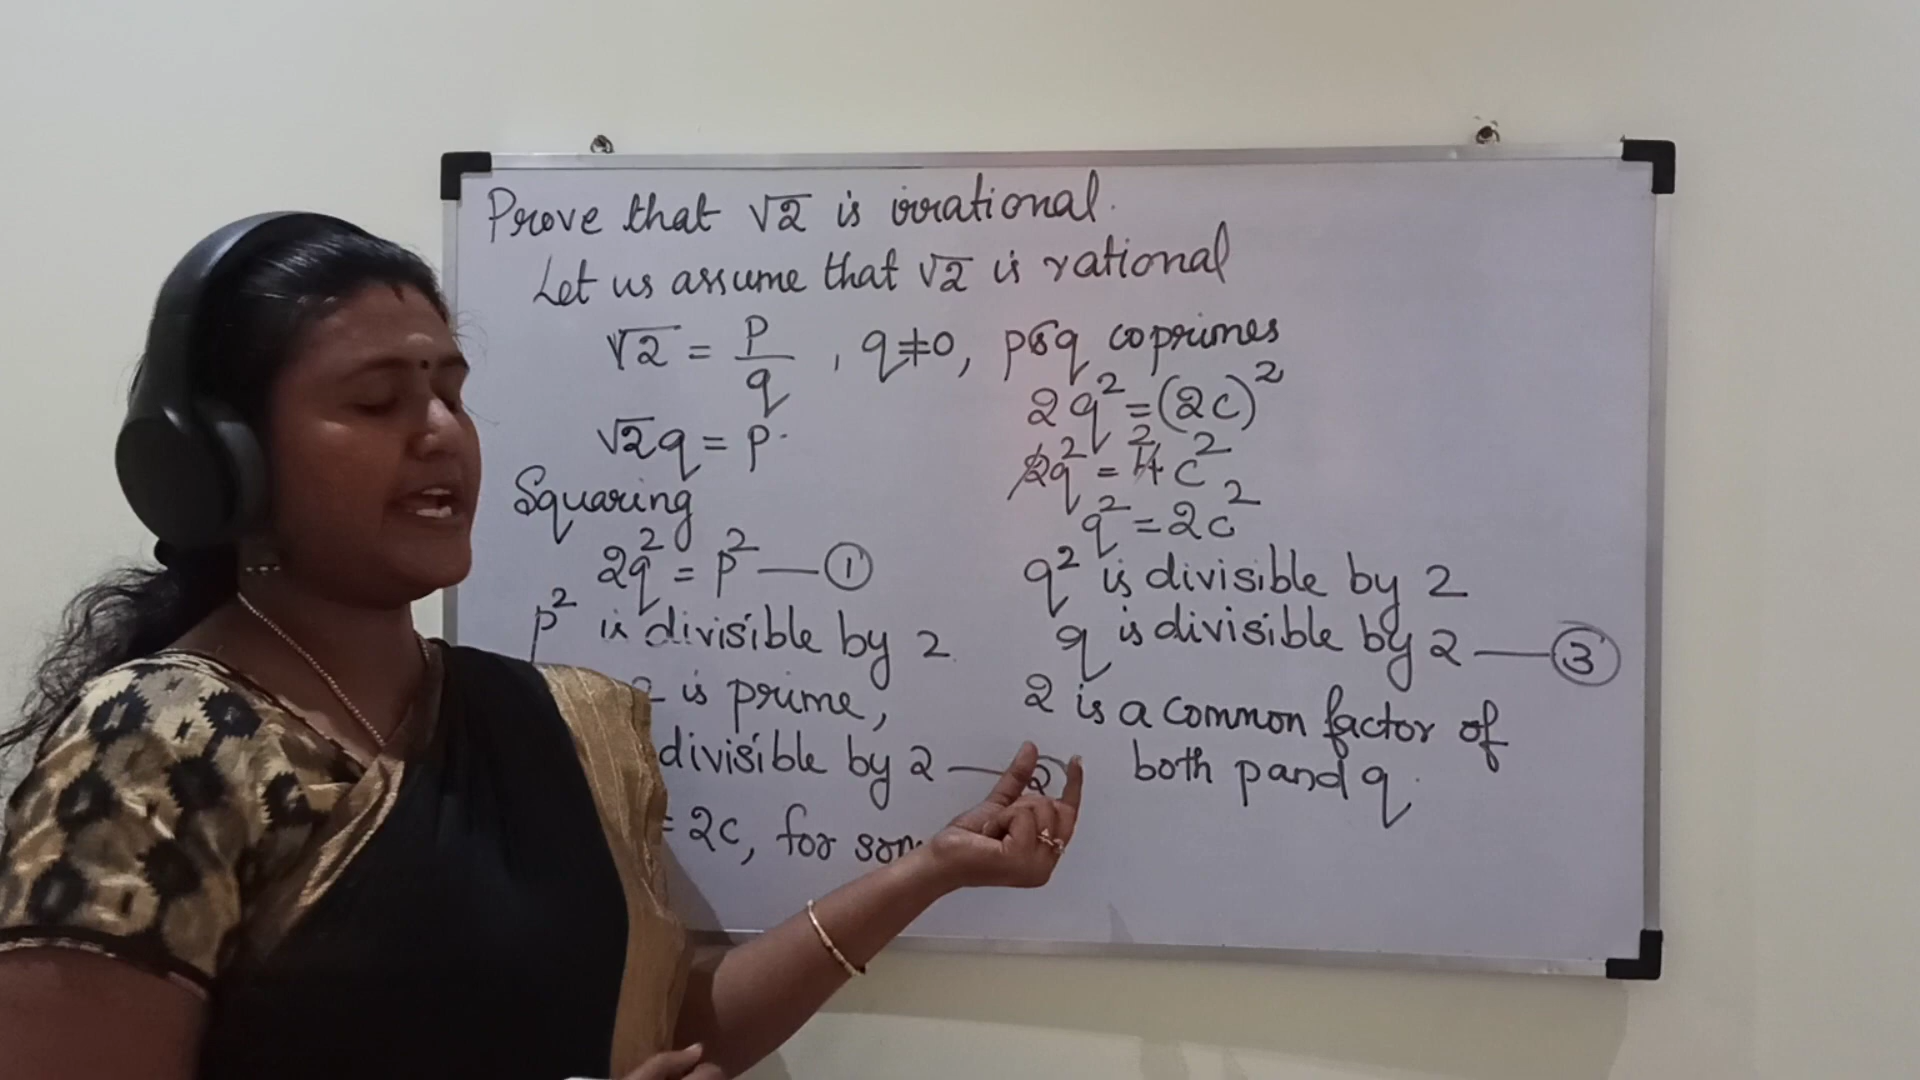 Prove that √2 is irrational.
Let us assume that √2 is rational
√2 = p/q , q≠0, p & q coprimes
√2q = p
Squaring
2q² = p² — ①
p² is divisible by 2
2 is prime,
divisible by 2 — ②
= 2c, for
2q² = (2c)²
2q² = 4c²
q² = 2c²
q² is divisible by 2
q is divisible by 2 — ③
2 is a common factor of
both p and q.